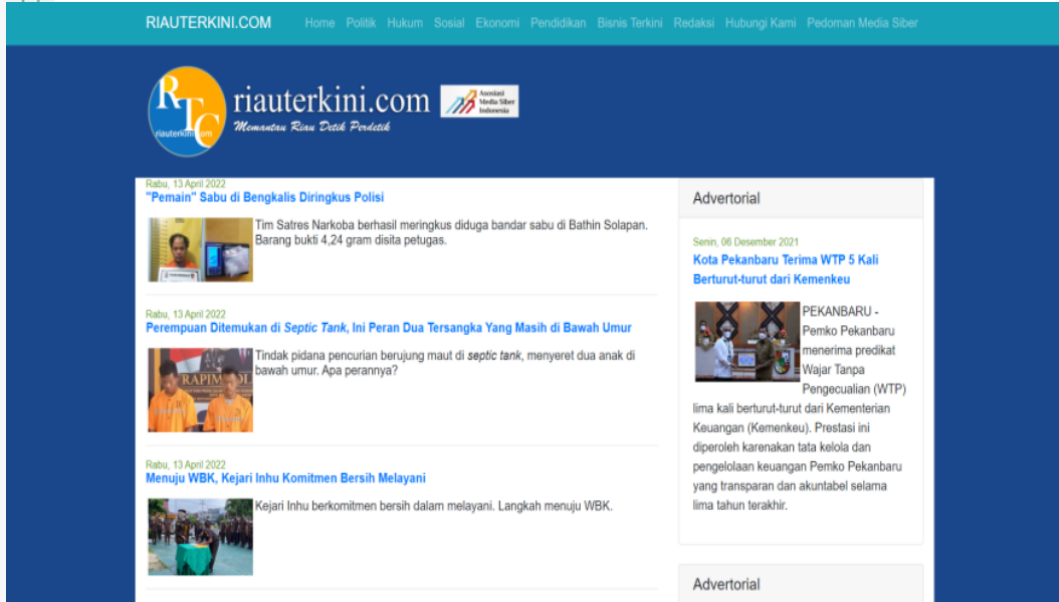 RIAUTERKINI.COM Home Politik Hukum Sosial Ekonomi Pendidikan Bisnis Terkini Redaksi Hubungi Kami Pedoman Media Siber
RTC
riauterkini.com
riauterkini.com
Asosiasi
Media Siber
Indonesia
Memantau Riau Detik Perdetik
Rabu, 13 April 2022
"Pemain" Sabu di Bengkalis Diringkus Polisi
Tim Satres Narkoba berhasil meringkus diduga bandar sabu di Bathin Solapan.
Barang bukti 4,24 gram disita petugas.
Rabu, 13 April 2022
Perempuan Ditemukan di Septic Tank, Ini Peran Dua Tersangka Yang Masih di Bawah Umur
Tindak pidana pencurian berujung maut di septic tank, menyeret dua anak di
bawah umur. Apa perannya?
Rabu, 13 April 2022
Menuju WBK, Kejari Inhu Komitmen Bersih Melayani
Kejari Inhu berkomitmen bersih dalam melayani. Langkah menuju WBK.
Advertorial
Senin, 06 Desember 2021
Kota Pekanbaru Terima WTP 5 Kali
Berturut-turut dari Kemenkeu
PEKANBARU -
Pemko Pekanbaru
menerima predikat
Wajar Tanpa
Pengecualian (WTP)
lima kali berturut-turut dari Kementerian
Keuangan (Kemenkeu). Prestasi ini
diperoleh karenakan tata kelola dan
pengelolaan keuangan Pemko Pekanbaru
yang transparan dan akuntabel selama
lima tahun terakhir.
Advertorial